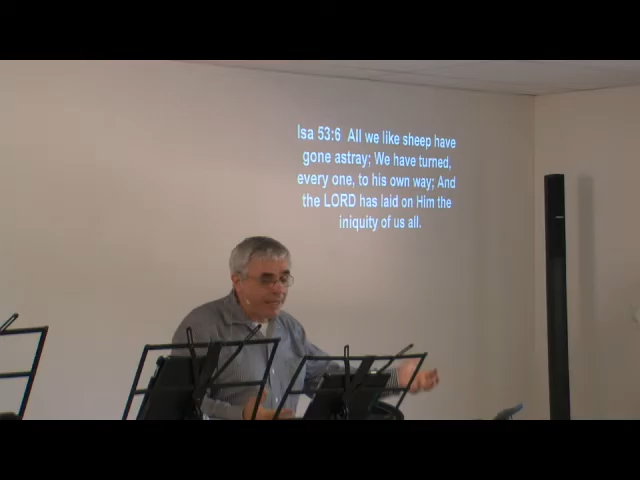 Isa 53:6 All we like sheep have
gone astray; We have turned,
every one, to his own way; And
the LORD has laid on Him the
iniquity of us all.